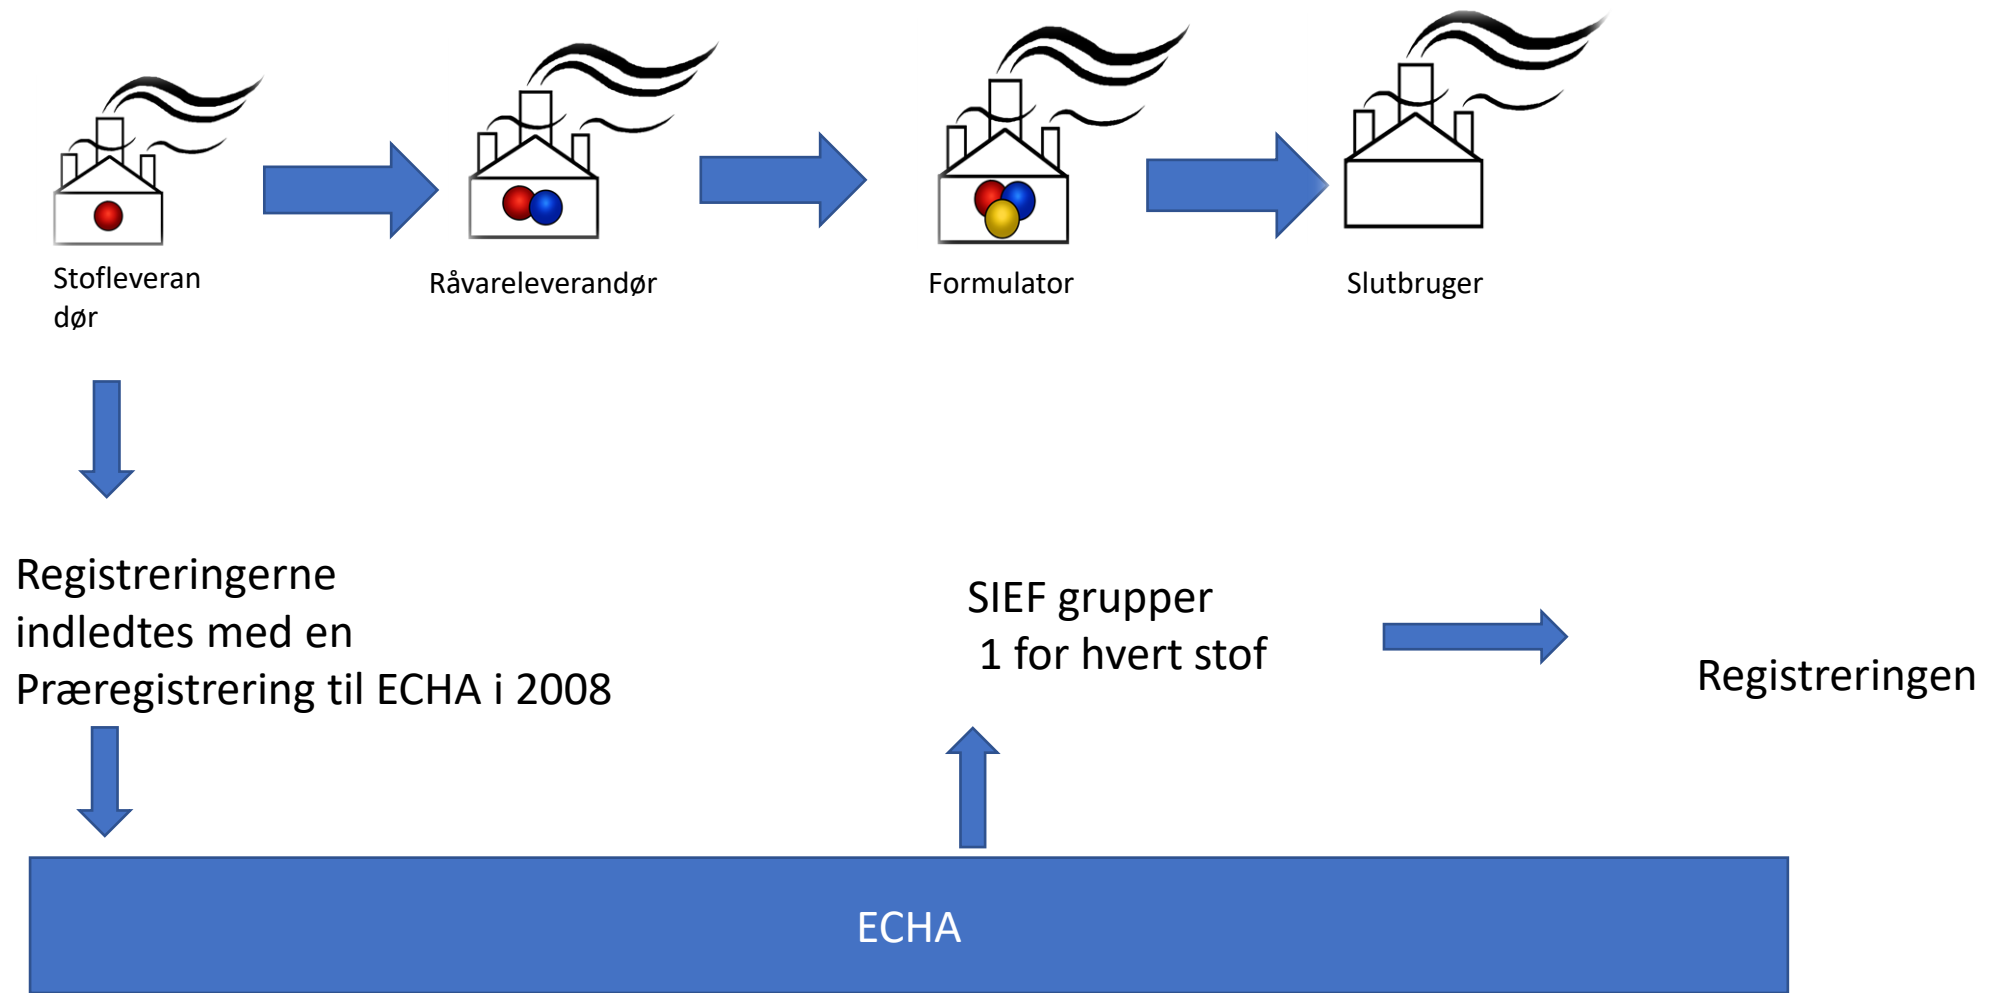 Stofleveran
dør
Råvareleverandør
Formulator
Slutbruger
Registreringerne
indledtes med en
Præregistrering til ECHA i 2008
SIEF grupper
1 for hvert stof
Registreringen
ECHA